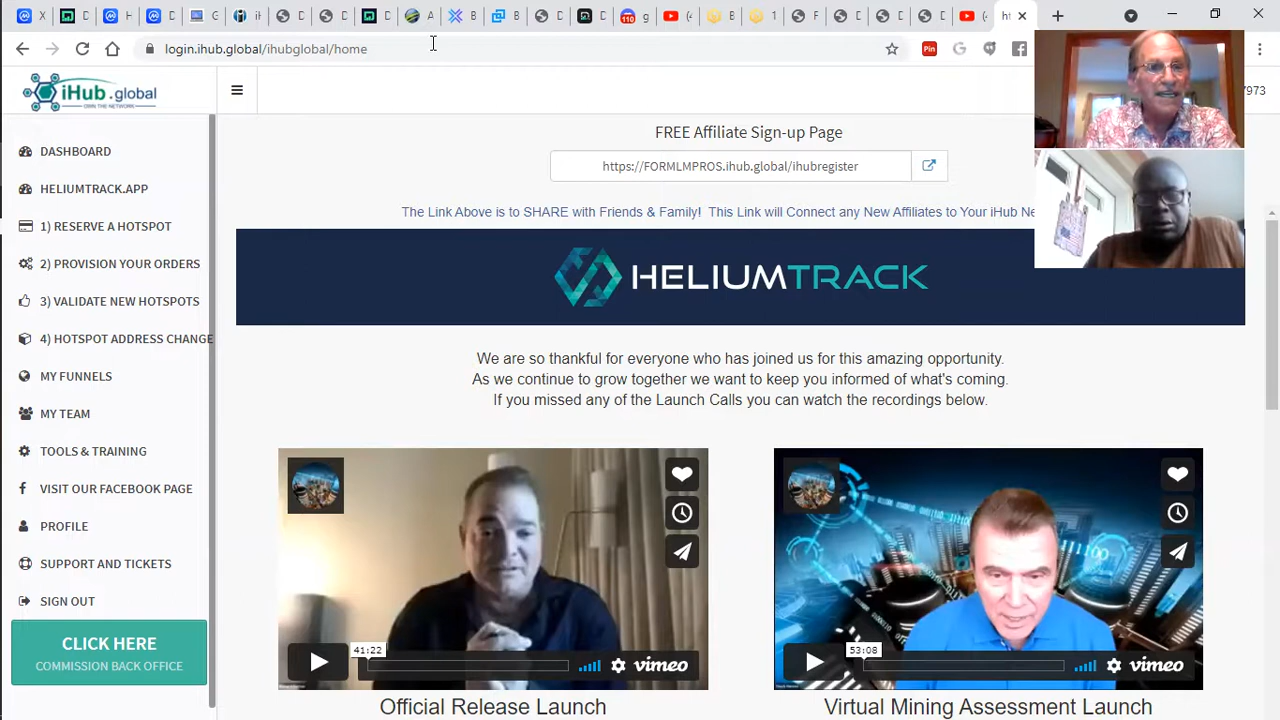 login.ihub.global/ihubglobal/home
7973
iHub.global
OWN THE NETWORK
DASHBOARD
HELIUMTRACK.APP
1) RESERVE A HOTSPOT
2) PROVISION YOUR ORDERS
3) VALIDATE NEW HOTSPOTS
4) HOTSPOT ADDRESS CHANGE
MY FUNNELS
MY TEAM
TOOLS & TRAINING
VISIT OUR FACEBOOK PAGE
PROFILE
SUPPORT AND TICKETS
SIGN OUT
CLICK HERE
COMMISSION BACK OFFICE
FREE Affiliate Sign-up Page
https://FORMLMPROS.ihub.global/ihubregister
The Link Above is to SHARE with Friends & Family! This Link will Connect any New Affiliates to Your iHub Ne
HELIUMTRACK
We are so thankful for everyone who has joined us for this amazing opportunity.
As we continue to grow together we want to keep you informed of what's coming.
If you missed any of the Launch Calls you can watch the recordings below.
41:22
vimeo
53:08
vimeo
Official Release Launch
Virtual Mining Assessment Launch